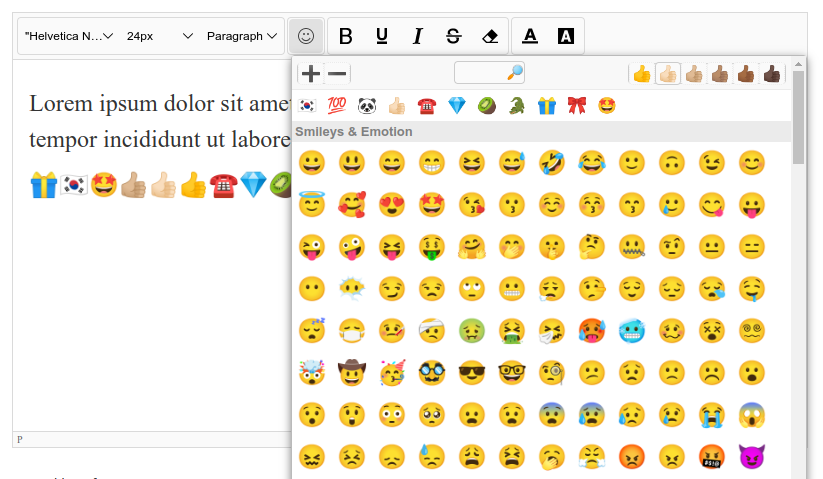 "Helvetica N... 24px Paragraph B U I S A A
Lorem ipsum dolor sit amet
tempor incididunt ut labore
Smileys & Emotion
P